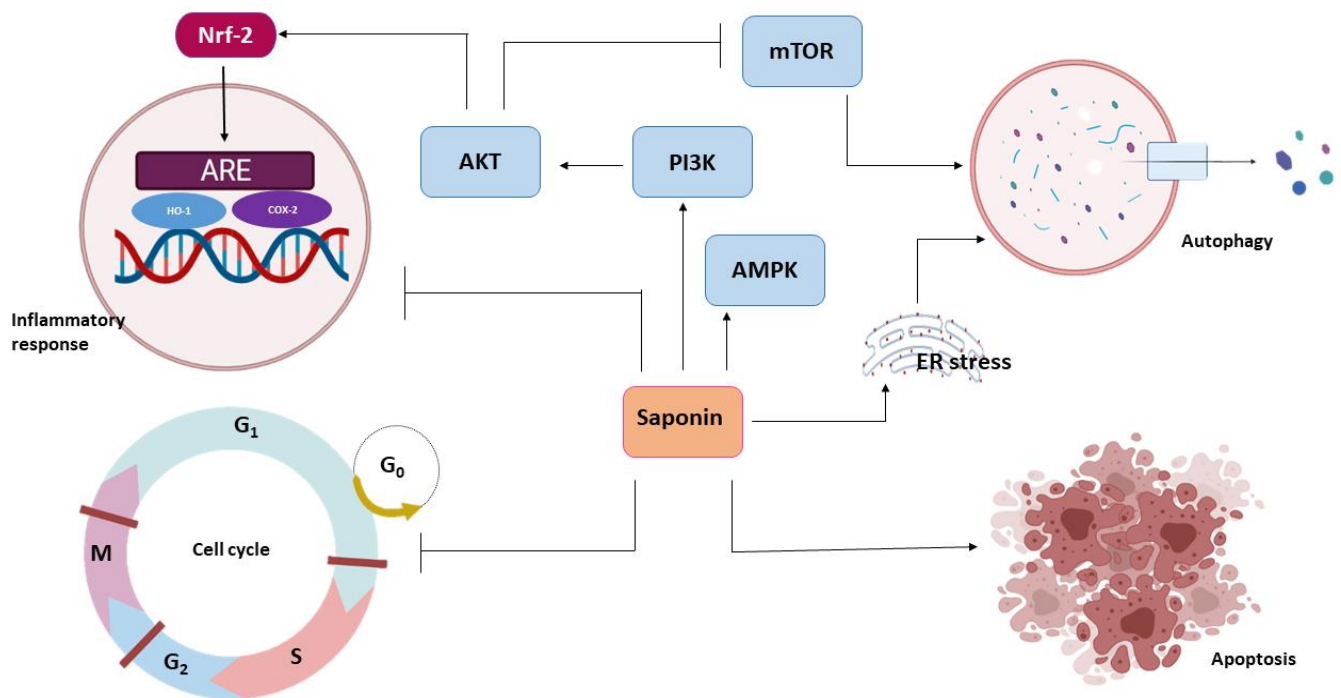 Nrf-2
mTOR
ARE
AKT
PI3K
HO-1
COX-2
Autophagy
AMPK
Inflammatory
response
ER stress
Saponin
G₁
G₀
Cell cycle
M
S
G₂
Apoptosis